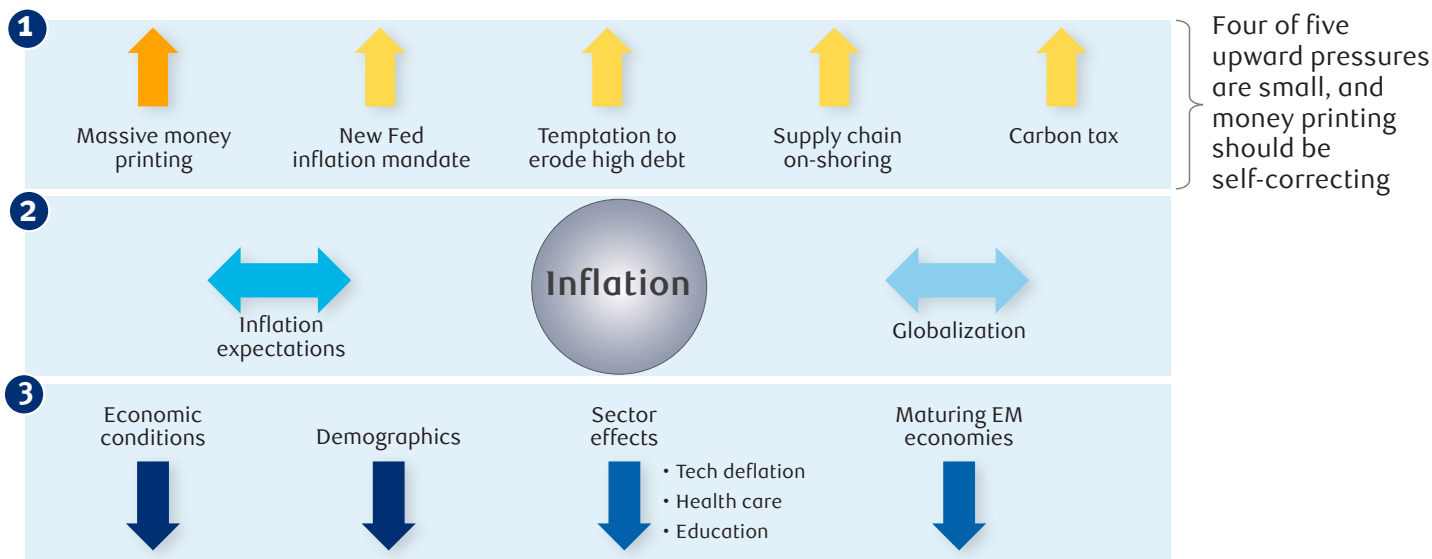 1
Massive money
printing
New Fed
inflation mandate
Temptation to
erode high debt
Supply chain
on-shoring
Carbon tax
Four of five
upward pressures
are small, and
money printing
should be
self-correcting
2
Inflation
expectations
Inflation
Globalization
3
Economic
conditions
Demographics
Sector
effects
• Tech deflation
• Health care
• Education
Maturing EM
economies